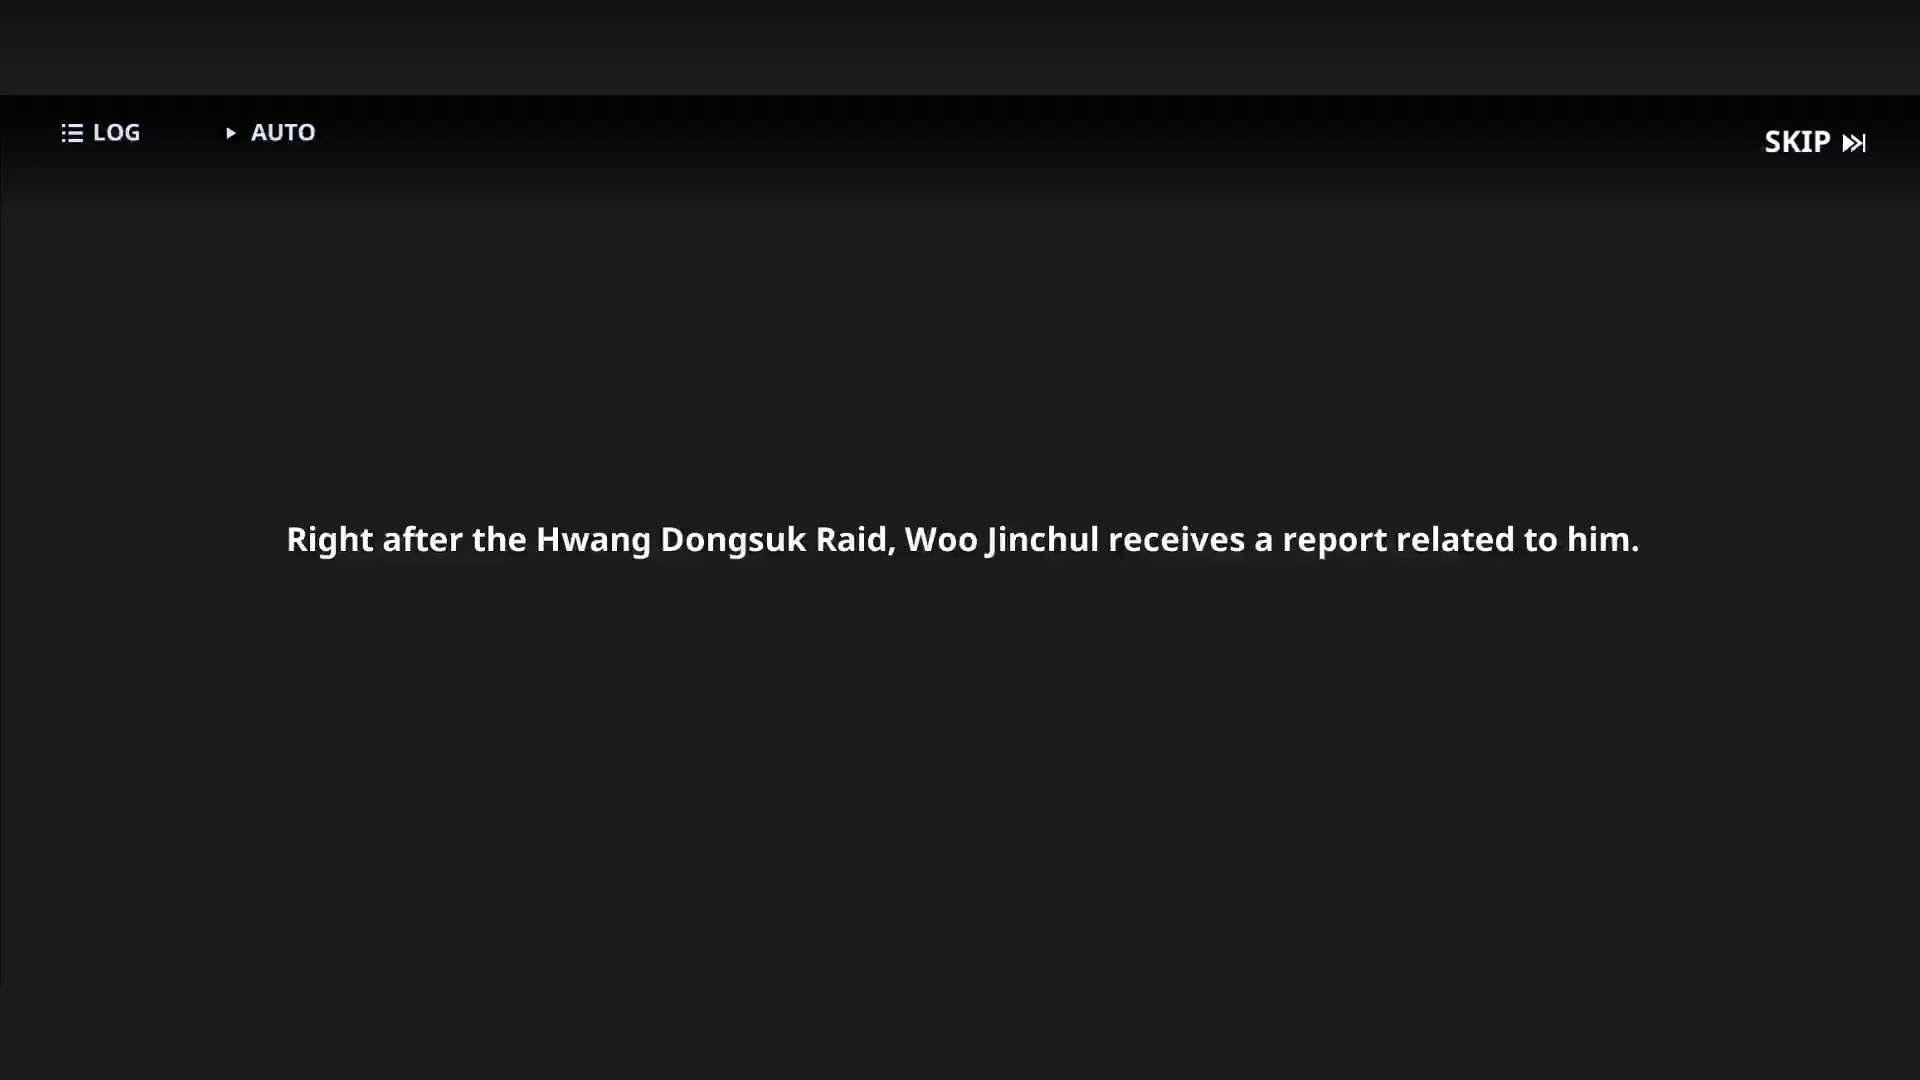 LOG
AUTO
SKIP
Right after the Hwang Dongsuk Raid, Woo Jinchul receives a report related to him.